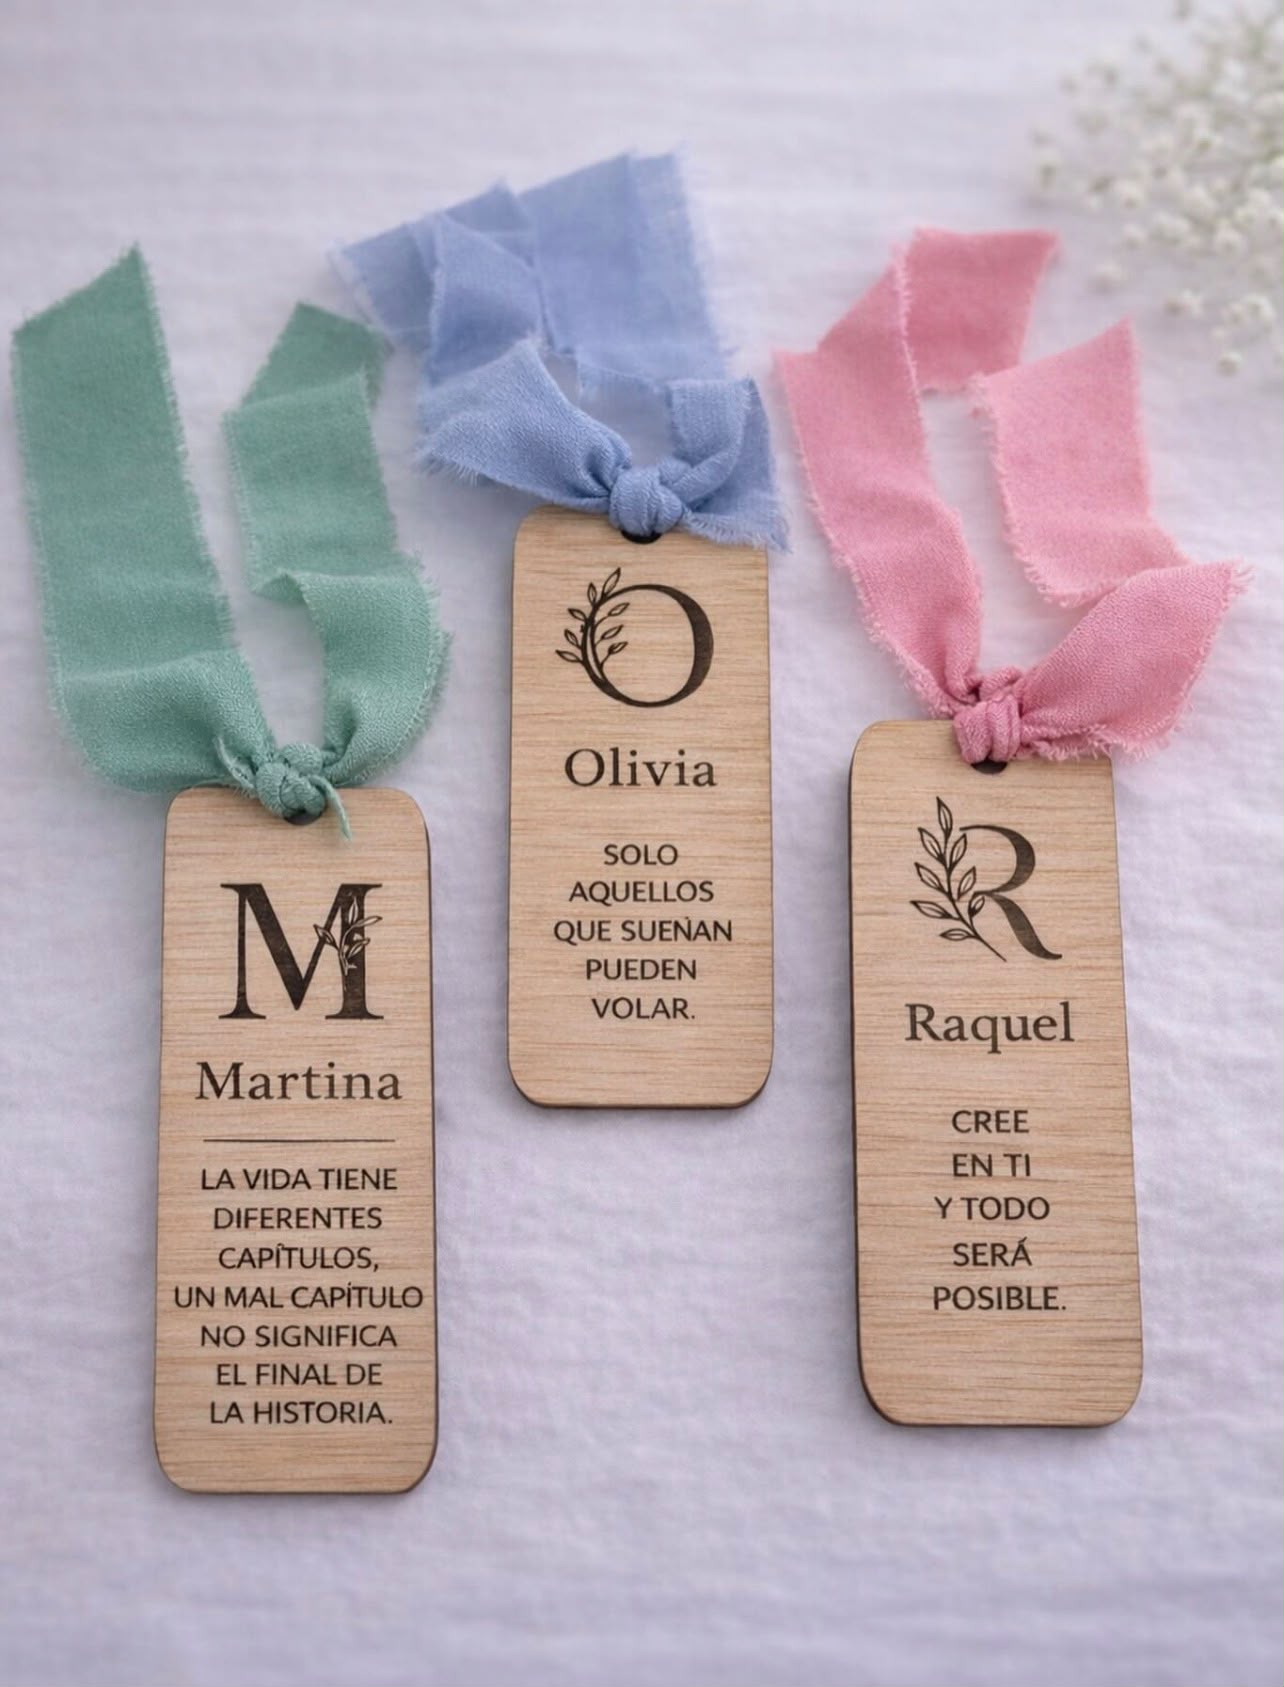 M
Martina
LA VIDA TIENE
DIFERENTES
CAPÍTULOS,
UN MAL CAPÍTULO
NO SIGNIFICA
EL FINAL DE
LA HISTORIA.
O
Olivia
SOLO
AQUELLOS
QUE SUEÑAN
PUEDEN
VOLAR.
R
Raquel
CREE
EN TI
Y TODO
SERÁ
POSIBLE.